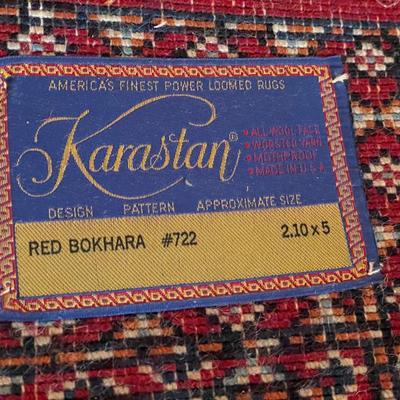 AMERICA'S FINEST POWER LOOMED RUGS
Karastan®
• ALL WOOL FACE
• WORSTED YARN
• MOTHPROOF
• MADE IN U.S.A.
DESIGN PATTERN APPROXIMATE SIZE
RED BOKHARA #722 2.10 x 5